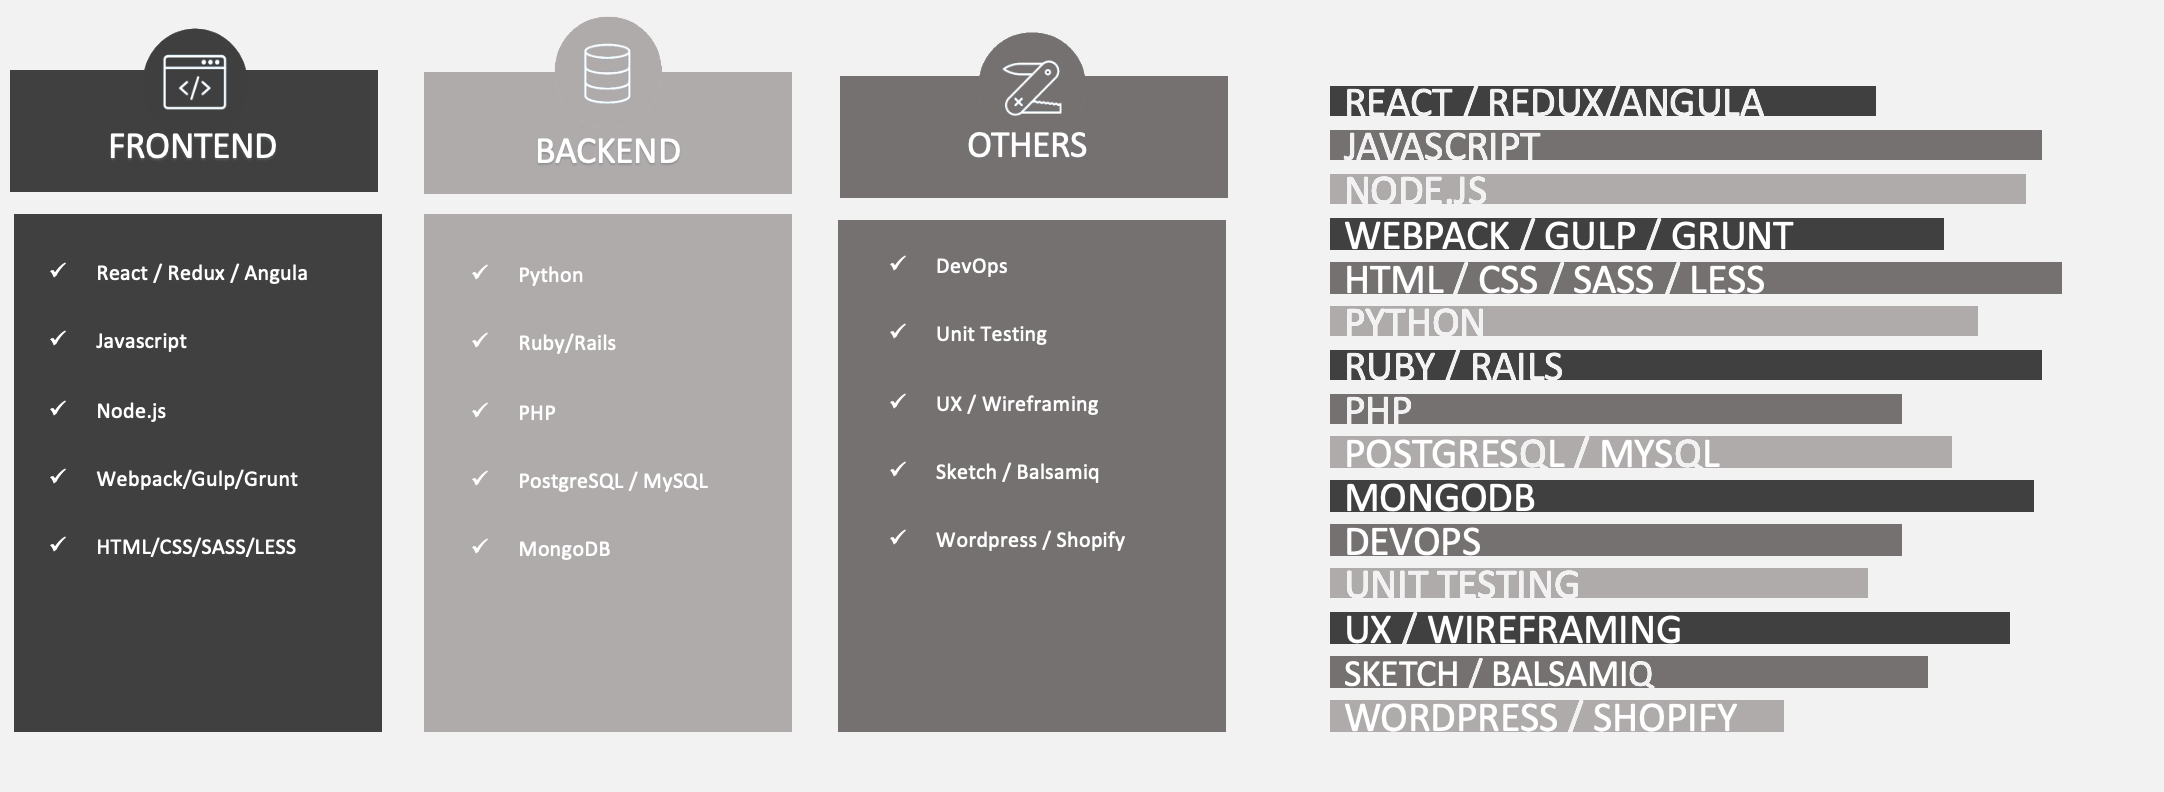 FRONTEND
React / Redux / Angula
Javascript
Node.js
Webpack/Gulp/Grunt
HTML/CSS/SASS/LESS
BACKEND
Python
Ruby/Rails
PHP
PostgreSQL / MySQL
MongoDB
OTHERS
DevOps
Unit Testing
UX / Wireframing
Sketch / Balsamiq
Wordpress / Shopify
REACT / REDUX/ANGULA
JAVASCRIPT
NODE.JS
WEBPACK / GULP / GRUNT
HTML / CSS / SASS / LESS
PYTHON
RUBY / RAILS
PHP
POSTGRESQL / MYSQL
MONGODB
DEVOPS
UNIT TESTING
UX / WIREFRAMING
SKETCH / BALSAMIQ
WORDPRESS / SHOPIFY